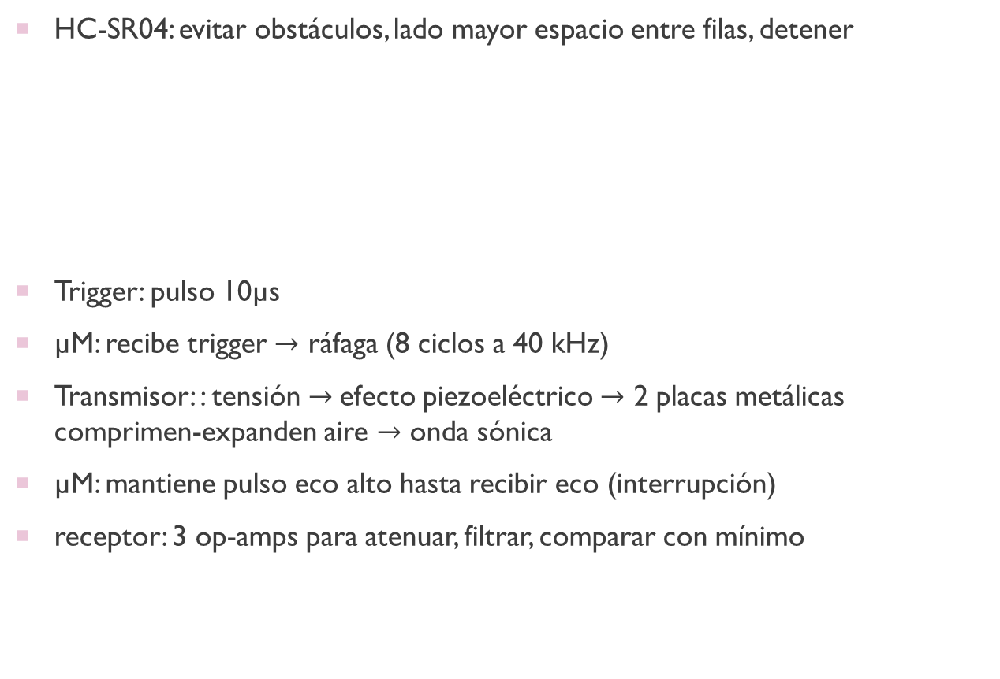 HC-SR04: evitar obstáculos, lado mayor espacio entre filas, detener
Trigger: pulso 10µs
µM: recibe trigger → ráfaga (8 ciclos a 40 kHz)
Transmisor: : tensión → efecto piezoeléctrico → 2 placas metálicas
comprimen-expanden aire → onda sónica
µM: mantiene pulso eco alto hasta recibir eco (interrupción)
receptor: 3 op-amps para atenuar, filtrar, comparar con mínimo